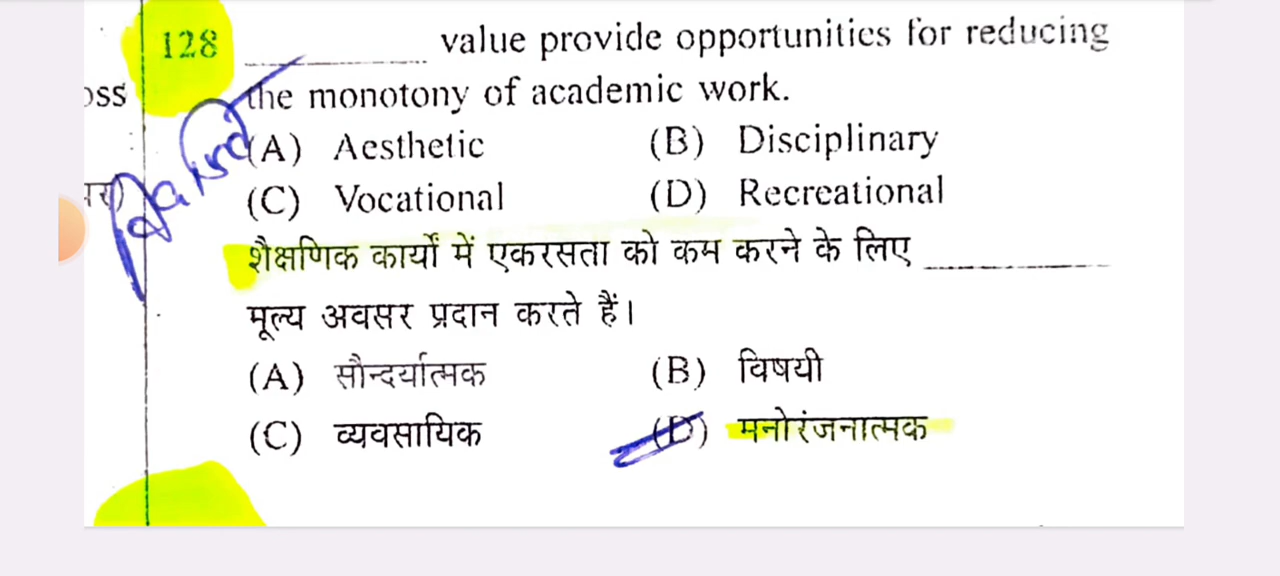 128 ________ value provide opportunities for reducing
the monotony of academic work.
(A) Aesthetic (B) Disciplinary
(C) Vocational (D) Recreational
शैक्षणिक कार्यों में एकरसता को कम करने के लिए ________
मूल्य अवसर प्रदान करते हैं।
(A) सौन्दर्यात्मक (B) विषयी
(C) व्यवसायिक (D) मनोरंजनात्मक
oss